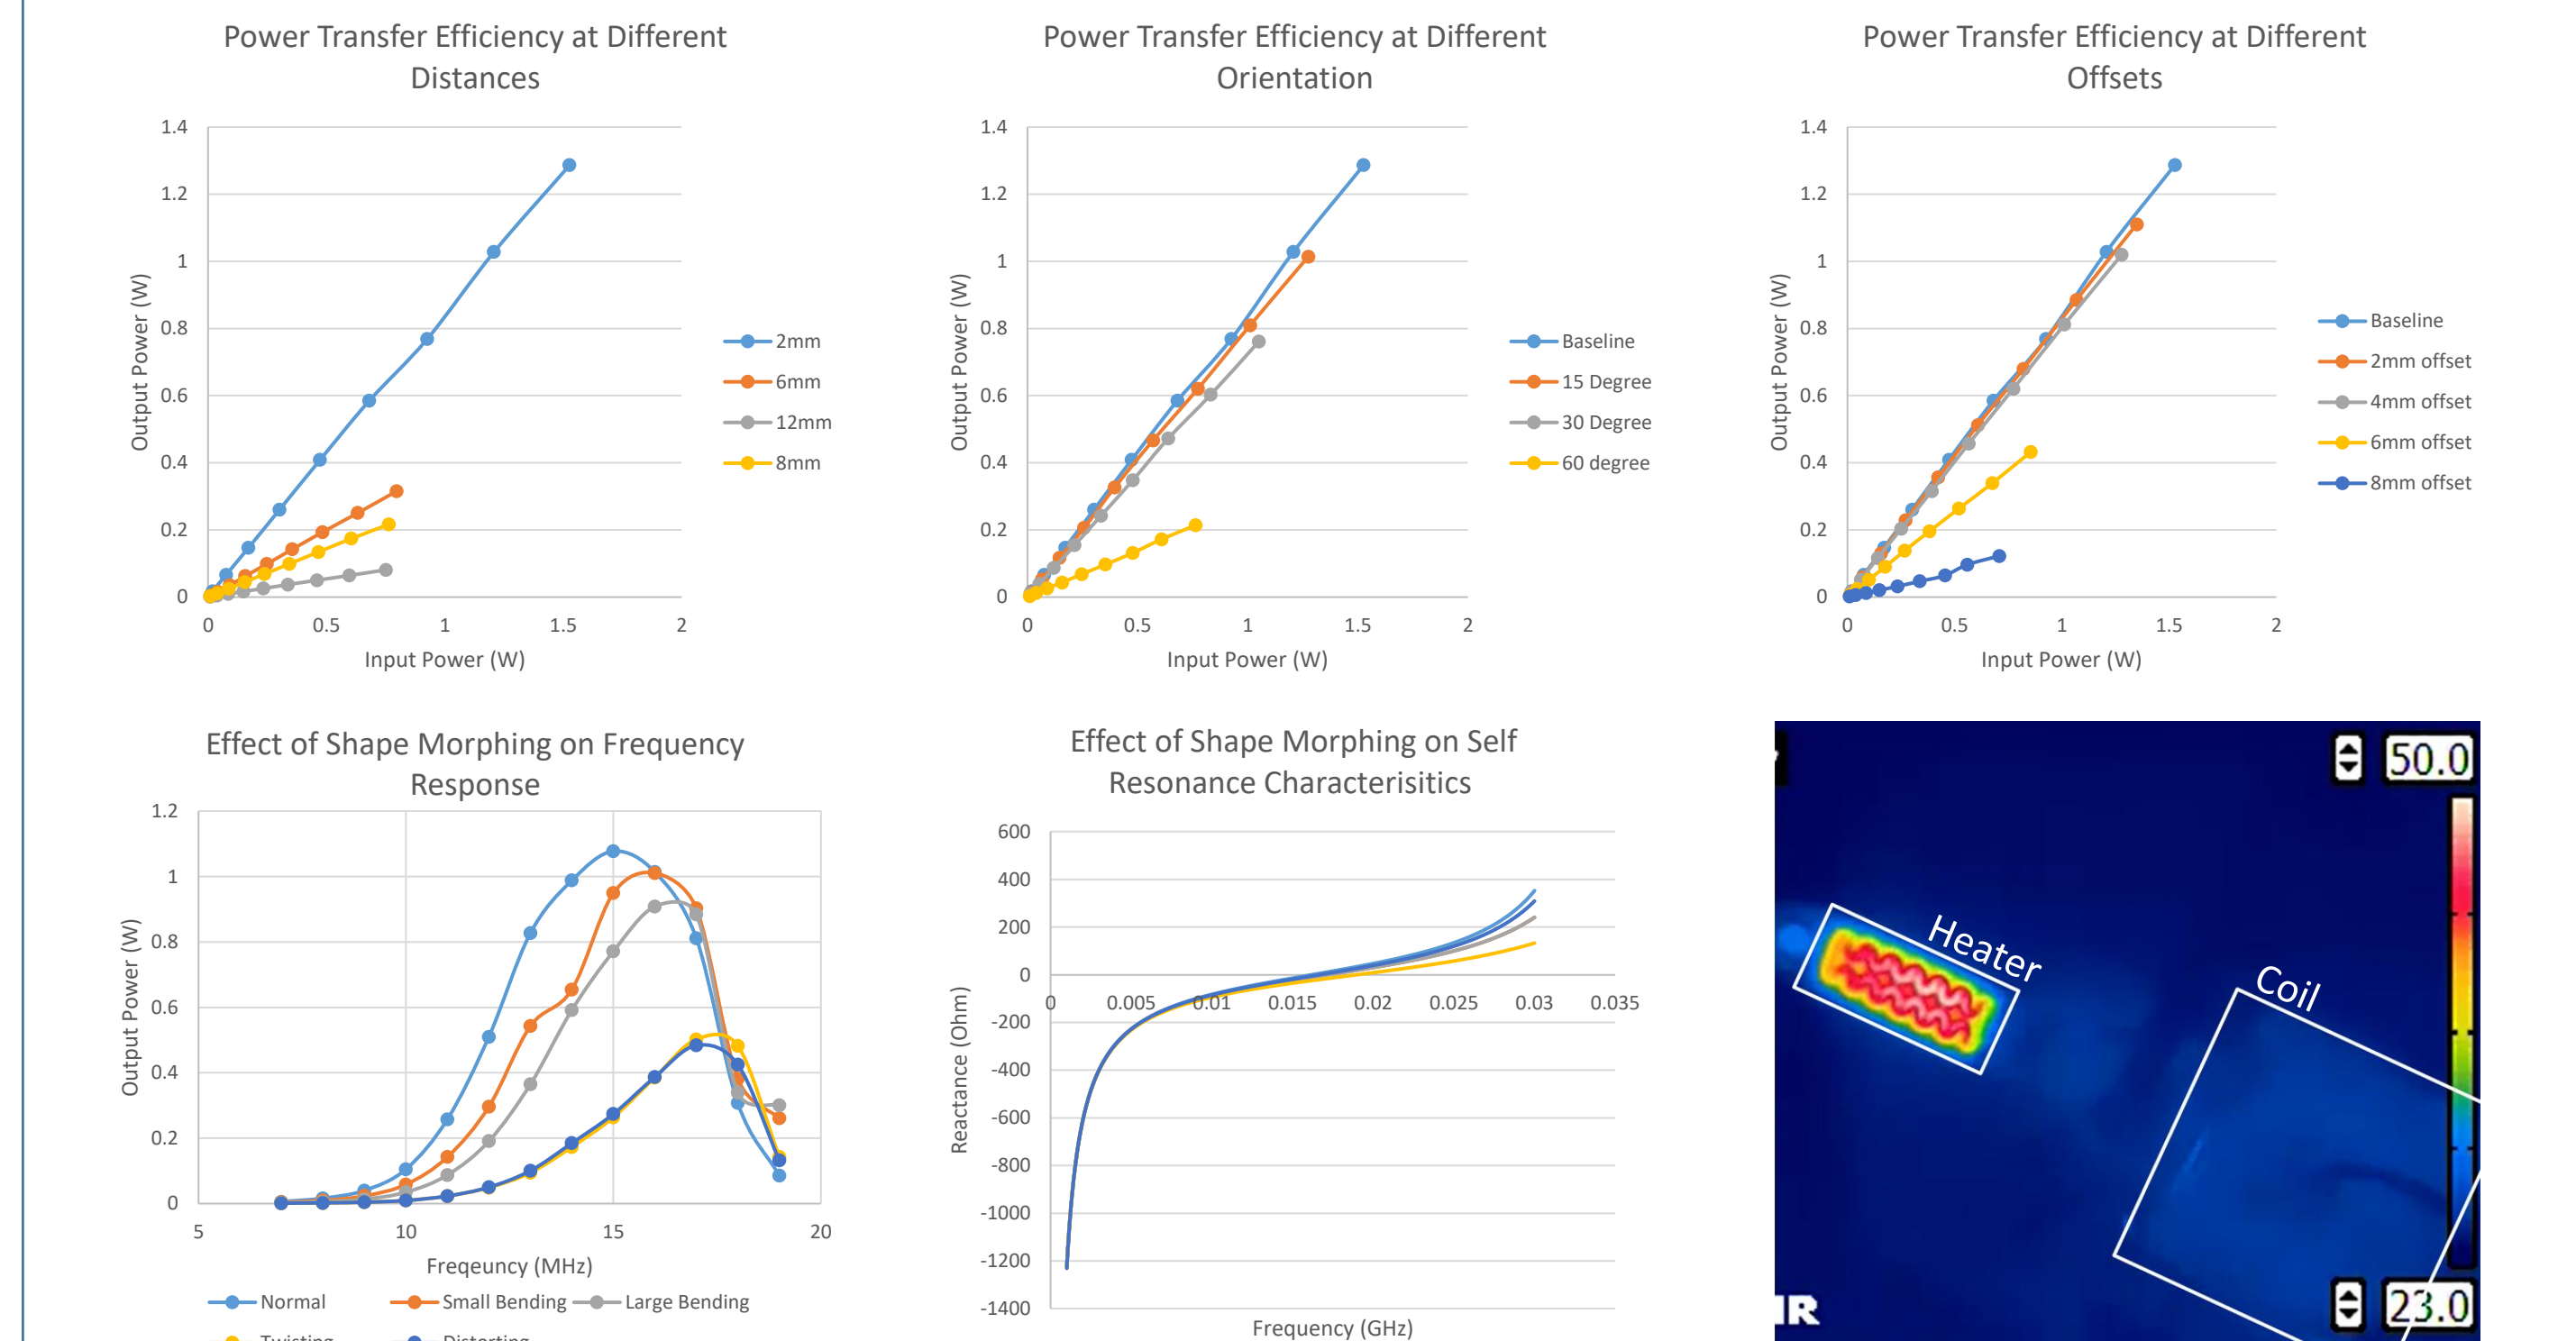 Power Transfer Efficiency at Different
Distances
1.4
1.2
1
0.8
0.6
0.4
0.2
0
0 0.5 1 1.5 2
Output Power (W)
Input Power (W)
2mm
6mm
12mm
8mm
Power Transfer Efficiency at Different
Orientation
1.4
1.2
1
0.8
0.6
0.4
0.2
0
0 0.5 1 1.5 2
Output Power (W)
Input Power (W)
Baseline
15 Degree
30 Degree
60 degree
Power Transfer Efficiency at Different
Offsets
1.4
1.2
1
0.8
0.6
0.4
0.2
0
0 0.5 1 1.5 2
Output Power (W)
Input Power (W)
Baseline
2mm offset
4mm offset
6mm offset
8mm offset
Effect of Shape Morphing on Frequency
Response
1.2
1
0.8
0.6
0.4
0.2
0
5 10 15 20
Output Power (W)
Freqeuncy (MHz)
Normal Small Bending Large Bending
Twisting Distorting
Effect of Shape Morphing on Self
Resonance Characterisitics
600
400
200
0
-200
-400
-600
-800
-1000
-1200
-1400
0 0.005 0.01 0.015 0.02 0.025 0.03 0.035
Reactance (Ohm)
Frequency (GHz)
50.0
Heater
Coil
23.0
IR